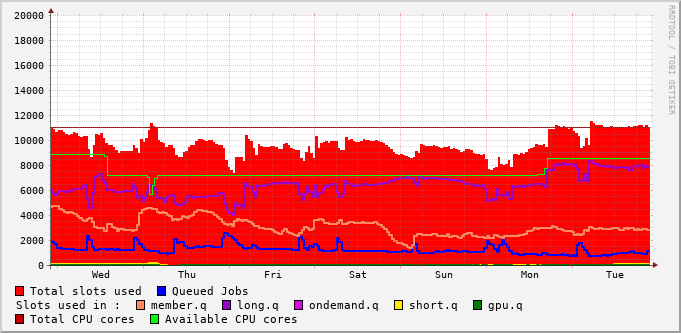 RRDTOOL / TOBI OETIKER
20000
18000
16000
14000
12000
10000
8000
6000
4000
2000
0
Wed Thu Fri Sat Sun Mon Tue
Total slots used Queued Jobs
Slots used in : member.q long.q ondemand.q short.q gpu.q
Total CPU cores Available CPU cores